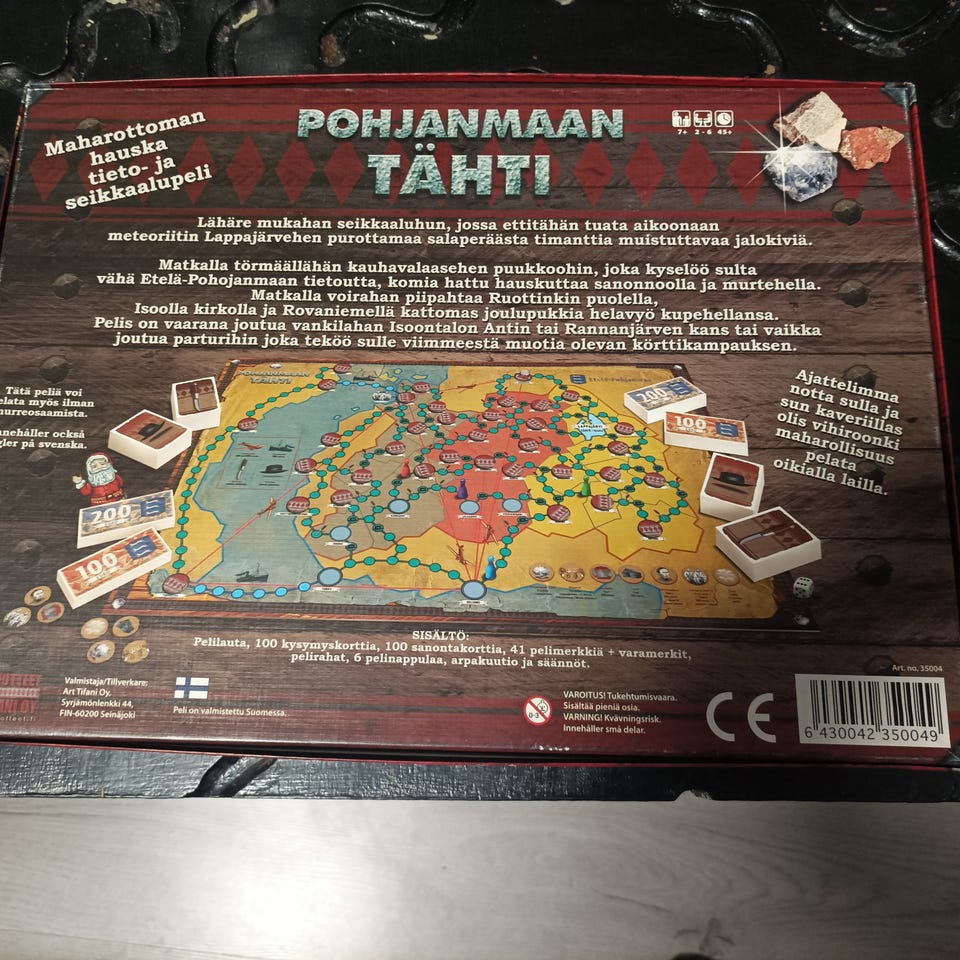 Maharottoman
hauska
tieto- ja
seikkaalupeli
POHJANMAAN
TÄHTI
7+ 2 - 6 45+
Lähäre mukahan seikkaaluhun, jossa ettitähän tuata aikoonaan
meteoriitin Lappajärvehen purottamaa salaperäästä timanttia muistuttavaa jalokiviä.
Matkalla törmäällähän kauhavalaasehen puukkoohin, joka kyselöö sulta
vähä Etelä-Pohojanmaan tietoutta, komia hattu hauskuttaa sanonnoolla ja murtehella.
Matkalla voirahan piipahtaa Ruottinkin puolella,
Isoolla kirkolla ja Rovaniemellä kattomas joulupukkia helavyö kupehellansa.
Pelis on vaarana joutua vankilahan Isoontalon Antin tai Rannanjärven kans tai vaikka
joutua parturihin joka teköö sulle viimmeestä muotia olevan körttikampauksen.
Tätä peliä voi
elata myös ilman
urreosaamista.
nnehåller också
gler på svenska.
Ajattelimma
notta sulla ja
sun kaveriillas
olis vihiroonki
maharollisuus
pelata
oikialla lailla.
POHJANMAAN
TÄHTI
200
100
200
100
SISÄLTÖ:
Pelilauta, 100 kysymyskorttia, 100 sanontakorttia, 41 pelimerkkiä + varamerkit,
pelirahat, 6 pelinappulaa, arpakuutio ja säännöt.
Valmistaja/Tillverkare;
Art Tifani Oy,
Syrjämönlenkki 44,
FIN-60200 Seinäjoki
Peli on valmistettu Suomessa.
0-3
VAROITUS! Tukehtumisvaara.
Sisältää pieniä osia.
VARNING! Kvävningsrisk.
Innehåller små delar.
CE
Art. no. 35004
6 430042 350049